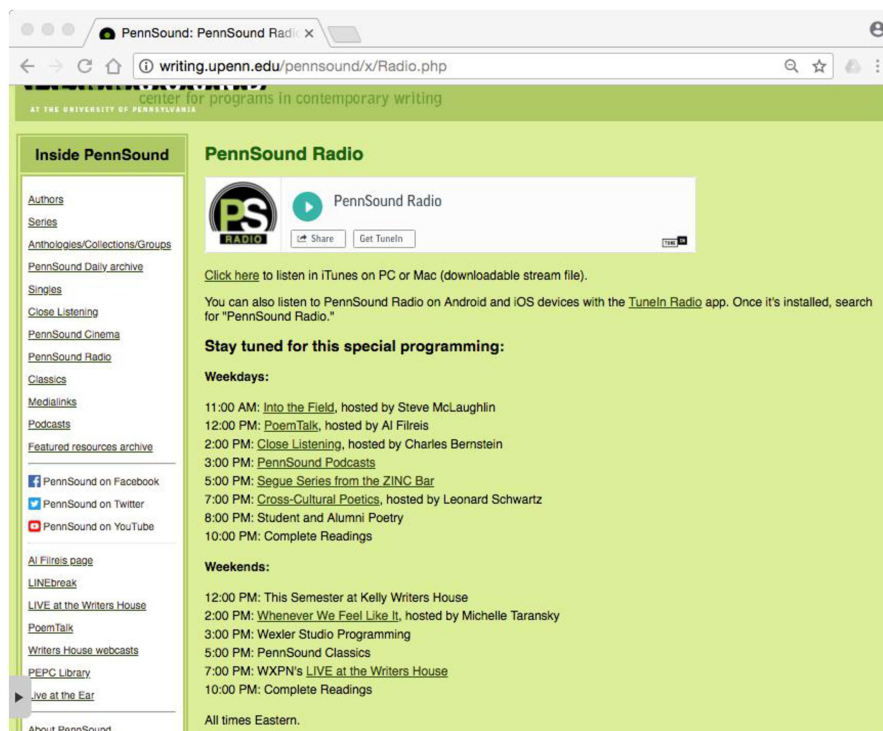 PennSound: PennSound Radi
writing.upenn.edu/pennsound/x/Radio.php
center for programs in contemporary writing
AT THE UNIVERSITY OF PENNSYLVANIA
Inside PennSound
Authors
Series
Anthologies/Collections/Groups
PennSound Daily archive
Singles
Close Listening
PennSound Cinema
PennSound Radio
Classics
Medialinks
Podcasts
Featured resources archive
PennSound on Facebook
PennSound on Twitter
PennSound on YouTube
Al Filreis page
LINEbreak
LIVE at the Writers House
PoemTalk
Writers House webcasts
PEPC Library
Live at the Ear
About PennSound
PennSound Radio
PS
RADIO
PennSound Radio
Share
Get TuneIn
TUNE IN
Click here to listen in iTunes on PC or Mac (downloadable stream file).
You can also listen to PennSound Radio on Android and iOS devices with the TuneIn Radio app. Once it's installed, search
for "PennSound Radio."
Stay tuned for this special programming:
Weekdays:
11:00 AM: Into the Field, hosted by Steve McLaughlin
12:00 PM: PoemTalk, hosted by Al Filreis
2:00 PM: Close Listening, hosted by Charles Bernstein
3:00 PM: PennSound Podcasts
5:00 PM: Segue Series from the ZINC Bar
7:00 PM: Cross-Cultural Poetics, hosted by Leonard Schwartz
8:00 PM: Student and Alumni Poetry
10:00 PM: Complete Readings
Weekends:
12:00 PM: This Semester at Kelly Writers House
2:00 PM: Whenever We Feel Like It, hosted by Michelle Taransky
3:00 PM: Wexler Studio Programming
5:00 PM: PennSound Classics
7:00 PM: WXPN's LIVE at the Writers House
10:00 PM: Complete Readings
All times Eastern.